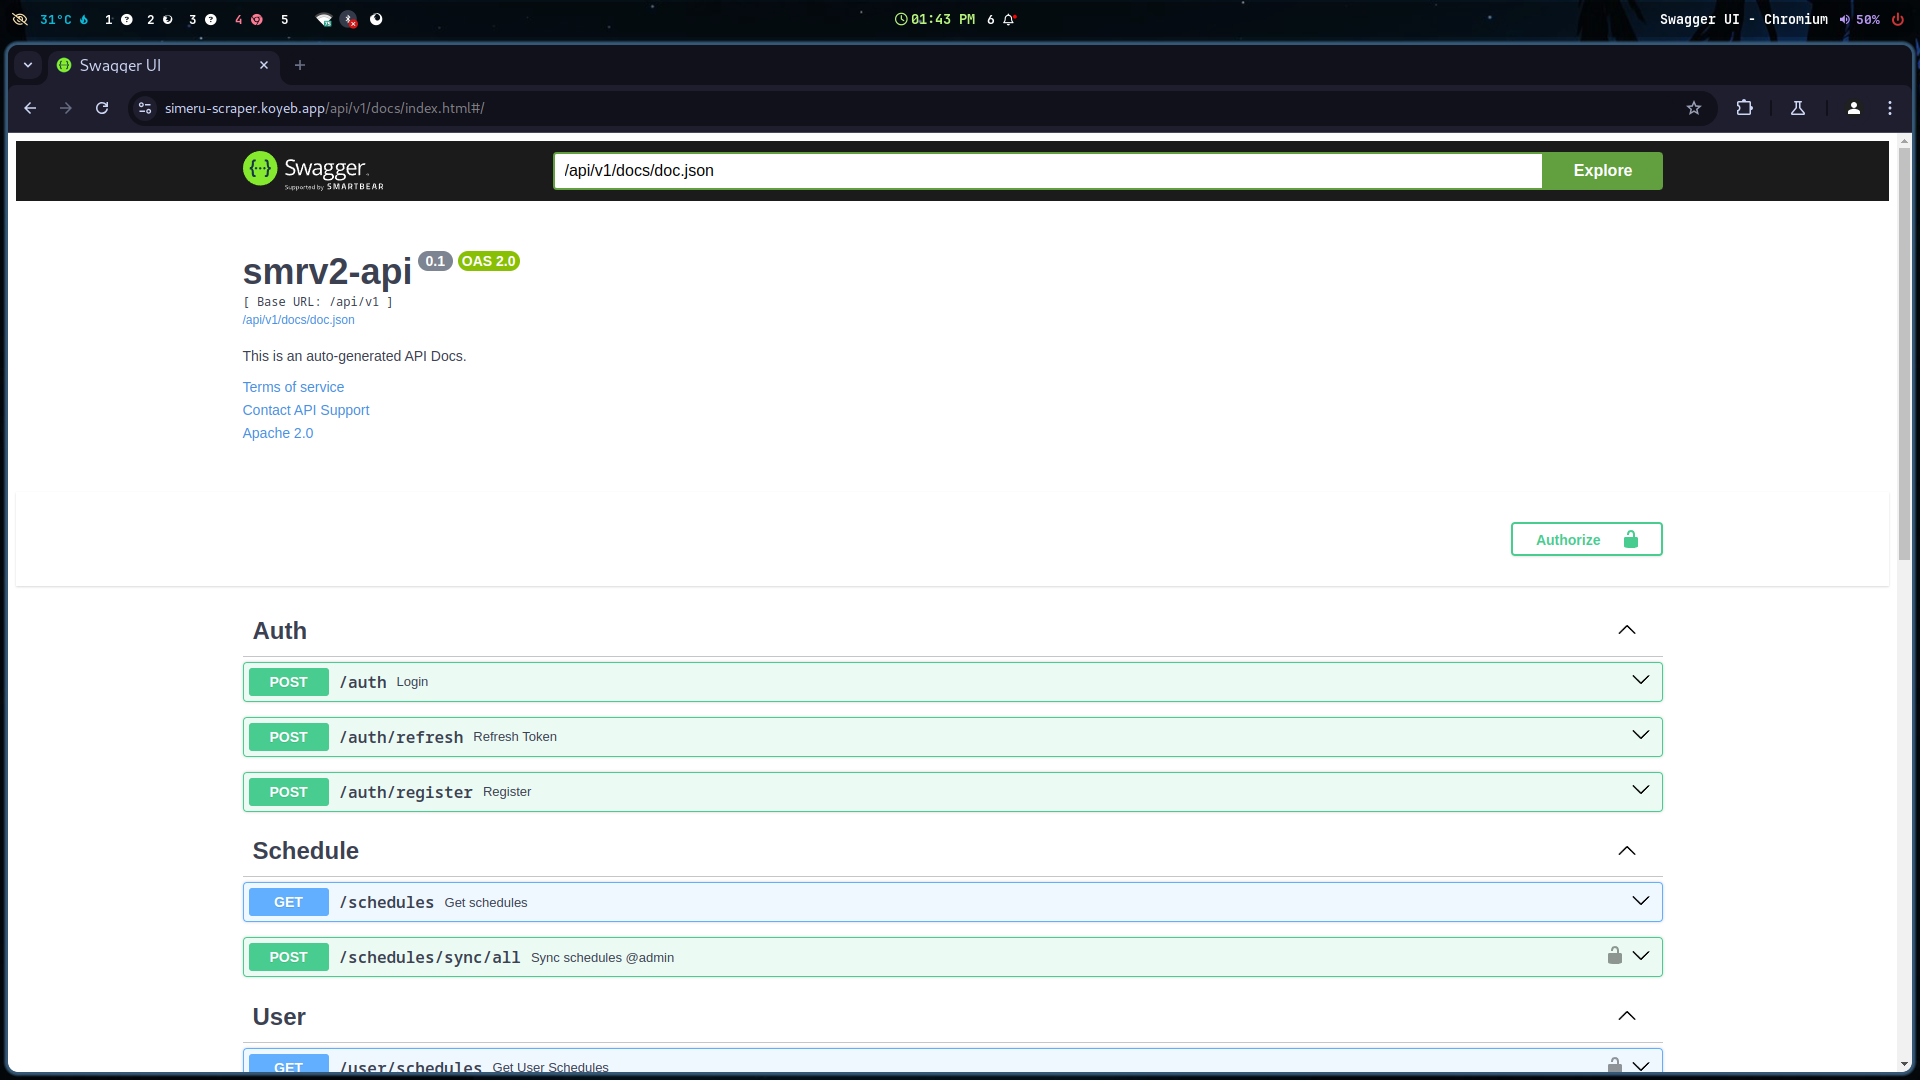 31°C 1 2 3 4 5 01:43 PM 6 Swagger UI - Chromium 50%
Swagger UI
simeru-scraper.koyeb.app/api/v1/docs/index.html#/
Swagger
Supported by SMARTBEAR
/api/v1/docs/doc.json
Explore
smrv2-api 0.1 OAS 2.0
[ Base URL: /api/v1 ]
/api/v1/docs/doc.json
This is an auto-generated API Docs.
Terms of service
Contact API Support
Apache 2.0
Authorize
Auth
POST /auth Login
POST /auth/refresh Refresh Token
POST /auth/register Register
Schedule
GET /schedules Get schedules
POST /schedules/sync/all Sync schedules @admin
User
GET /user/schedules Get User Schedules